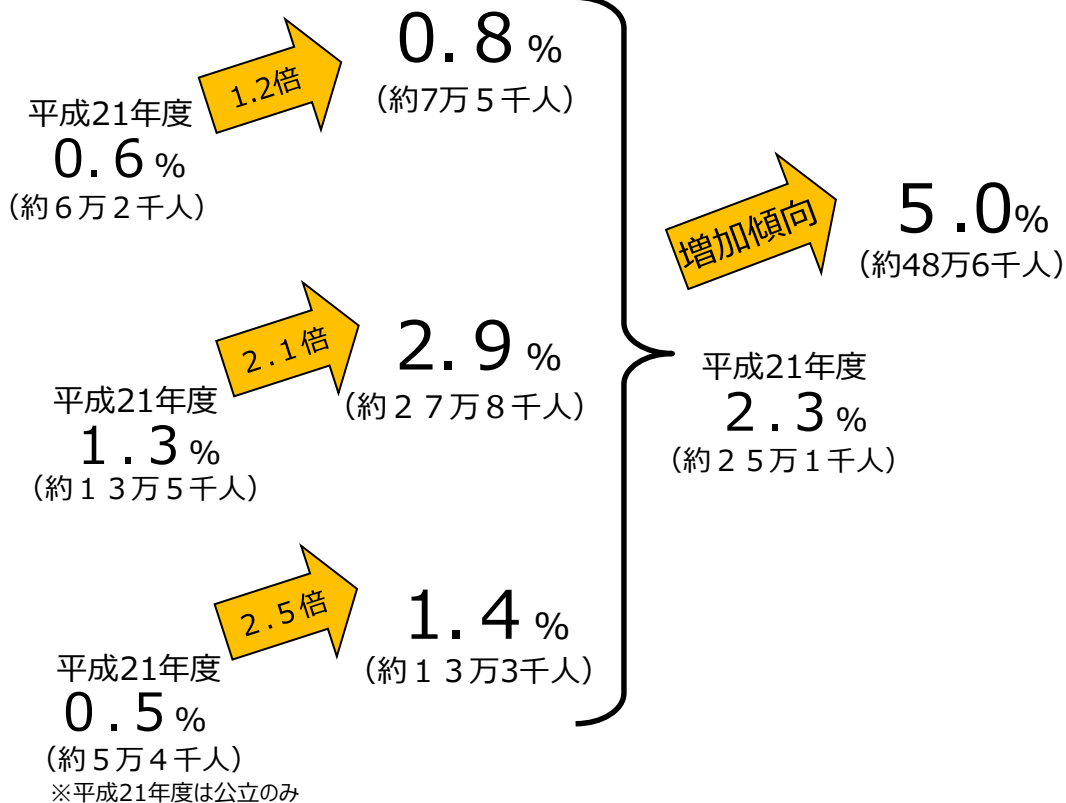 1.2倍
0.8 %
（約7万５千人）
平成21年度
0.6 %
（約６万２千人）
2.1倍
2.9 %
（約２７万８千人）
平成21年度
1.3 %
（約１３万５千人）
2.5倍
1.4 %
（約１３万3千人）
平成21年度
0.5 %
（約５万４千人）
※平成21年度は公立のみ
増加傾向
5.0%
（約48万6千人）
平成21年度
2.3 %
（約２５万１千人）